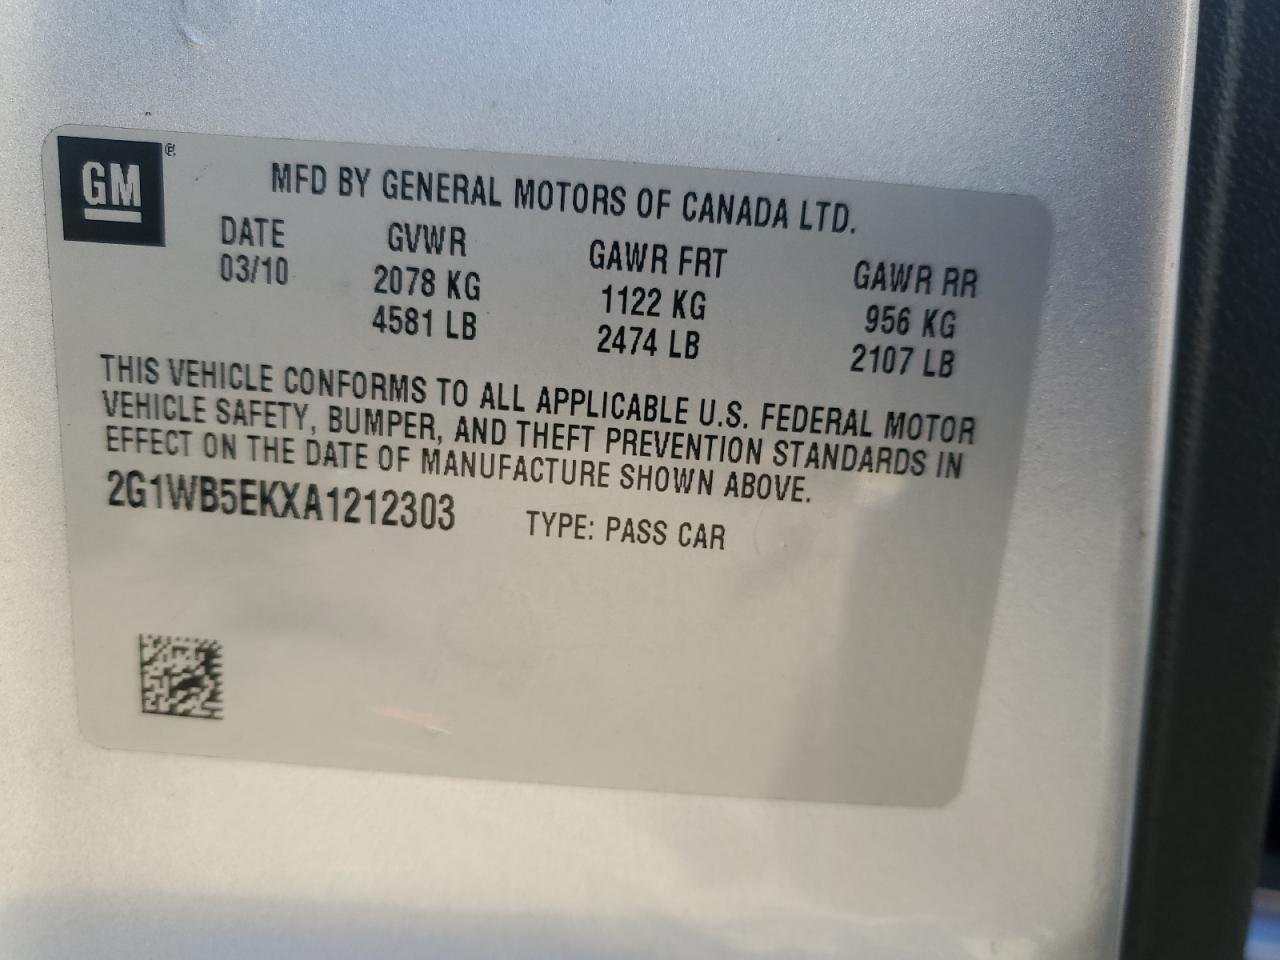 GM®
MFD BY GENERAL MOTORS OF CANADA LTD.
DATE GVWR GAWR FRT GAWR RR
03/10 2078 KG 1122 KG 956 KG
4581 LB 2474 LB 2107 LB
THIS VEHICLE CONFORMS TO ALL APPLICABLE U.S. FEDERAL MOTOR
VEHICLE SAFETY, BUMPER, AND THEFT PREVENTION STANDARDS IN
EFFECT ON THE DATE OF MANUFACTURE SHOWN ABOVE.
2G1WB5EKXA1212303 TYPE: PASS CAR